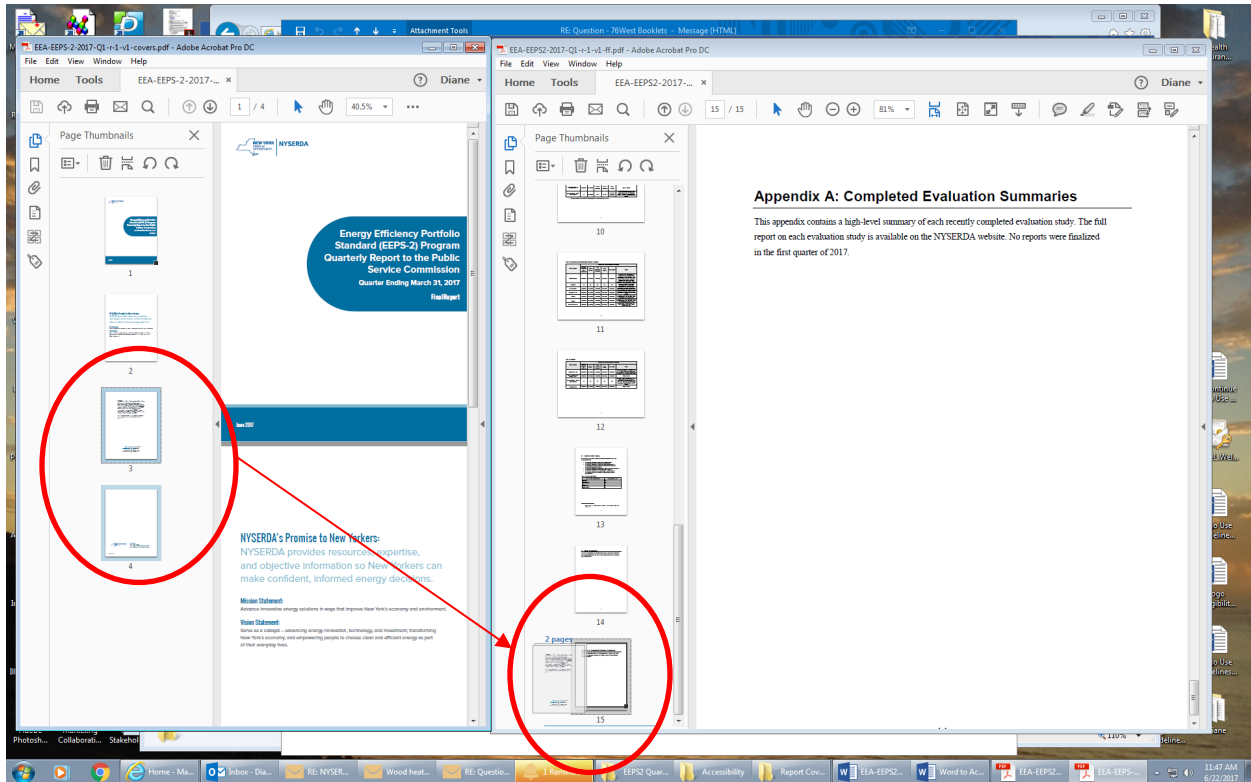 Attachment Tools
RE: Question - 76West Booklets - Message (HTML)
EEA-EEPS-2-2017-Q1-r-1-v1-covers.pdf - Adobe Acrobat Pro DC
File Edit View Window Help
Home Tools EEA-EEPS-2-2017-... × Diane
1 / 4 40.5%
Page Thumbnails
1
2
3
4
NEW YORK NYSERDA
Energy Efficiency Portfolio
Standard (EEPS-2) Program
Quarterly Report to the Public
Service Commission
Quarter Ending March 31, 2017
Final Report
June 2017
NYSERDA's Promise to New Yorkers:
NYSERDA provides resources, expertise,
and objective information so New Yorkers can
make confident, informed energy decisions.
Mission Statement:
Advance innovative energy solutions in ways that improve New York's economy and environment.
Vision Statement:
Serve as a catalyst – advancing energy innovation, technology, and investment; transforming
New York's economy; and empowering people to choose clean and efficient energy as part
of their everyday lives.
EEA-EEPS2-2017-Q1-r-1-v1-ff.pdf - Adobe Acrobat Pro DC
File Edit View Window Help
Home Tools EEA-EEPS2-2017-... × Diane
15 / 15 81%
Page Thumbnails
10
11
12
13
14
2 pages
15
Appendix A: Completed Evaluation Summaries
This appendix contains a high-level summary of each recently completed evaluation study. The full
report on each evaluation study is available on the NYSERDA website. No reports were finalized
in the first quarter of 2017.
Photosh... Collaborati... Stakehol
110%
Home - Ma... Inbox - Dia... RE: NYSER... Wood heat... RE: Questio... EEPS2 Quar... Accessibility Report Cov... EEA-EEPS2... Word to Ac... EEA-EEPS2... EEA-EEPS-...
11:47 AM
6/22/2017